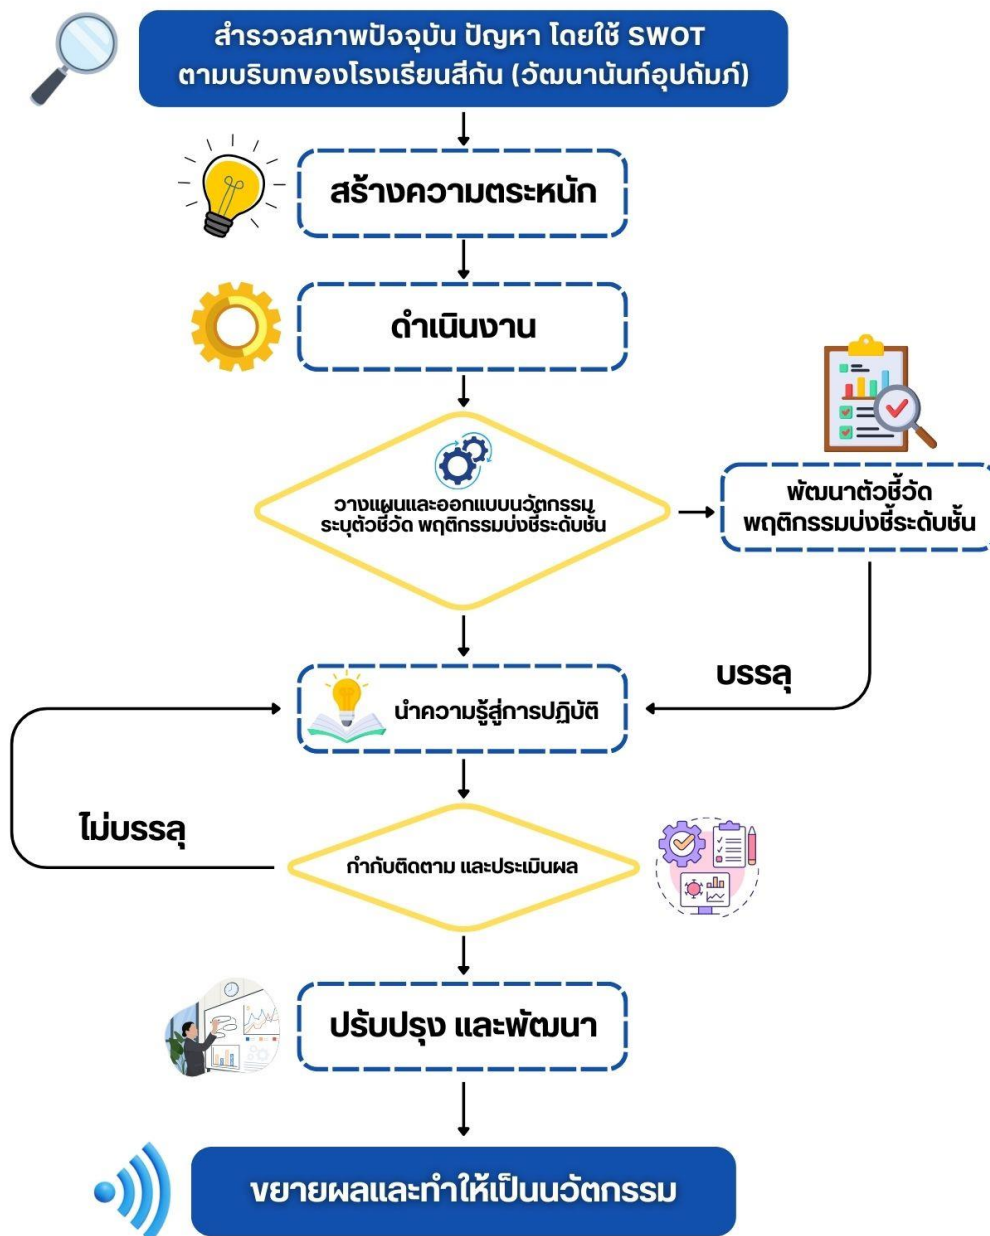 สำรวจสภาพปัจจุบัน ปัญหา โดยใช้ SWOT
ตามบริบทของโรงเรียนสีกัน (วัฒนานันท์อุปถัมภ์)
สร้างความตระหนัก
ดำเนินงาน
วางแผนและออกแบบนวัตกรรม
ระบุตัวชี้วัด พฤติกรรมบ่งชี้ระดับชั้น
พัฒนาตัวชี้วัด
พฤติกรรมบ่งชี้ระดับชั้น
บรรลุ
นำความรู้สู่การปฏิบัติ
ไม่บรรลุ
กำกับติดตาม และประเมินผล
ปรับปรุง และพัฒนา
ขยายผลและทำให้เป็นนวัตกรรม